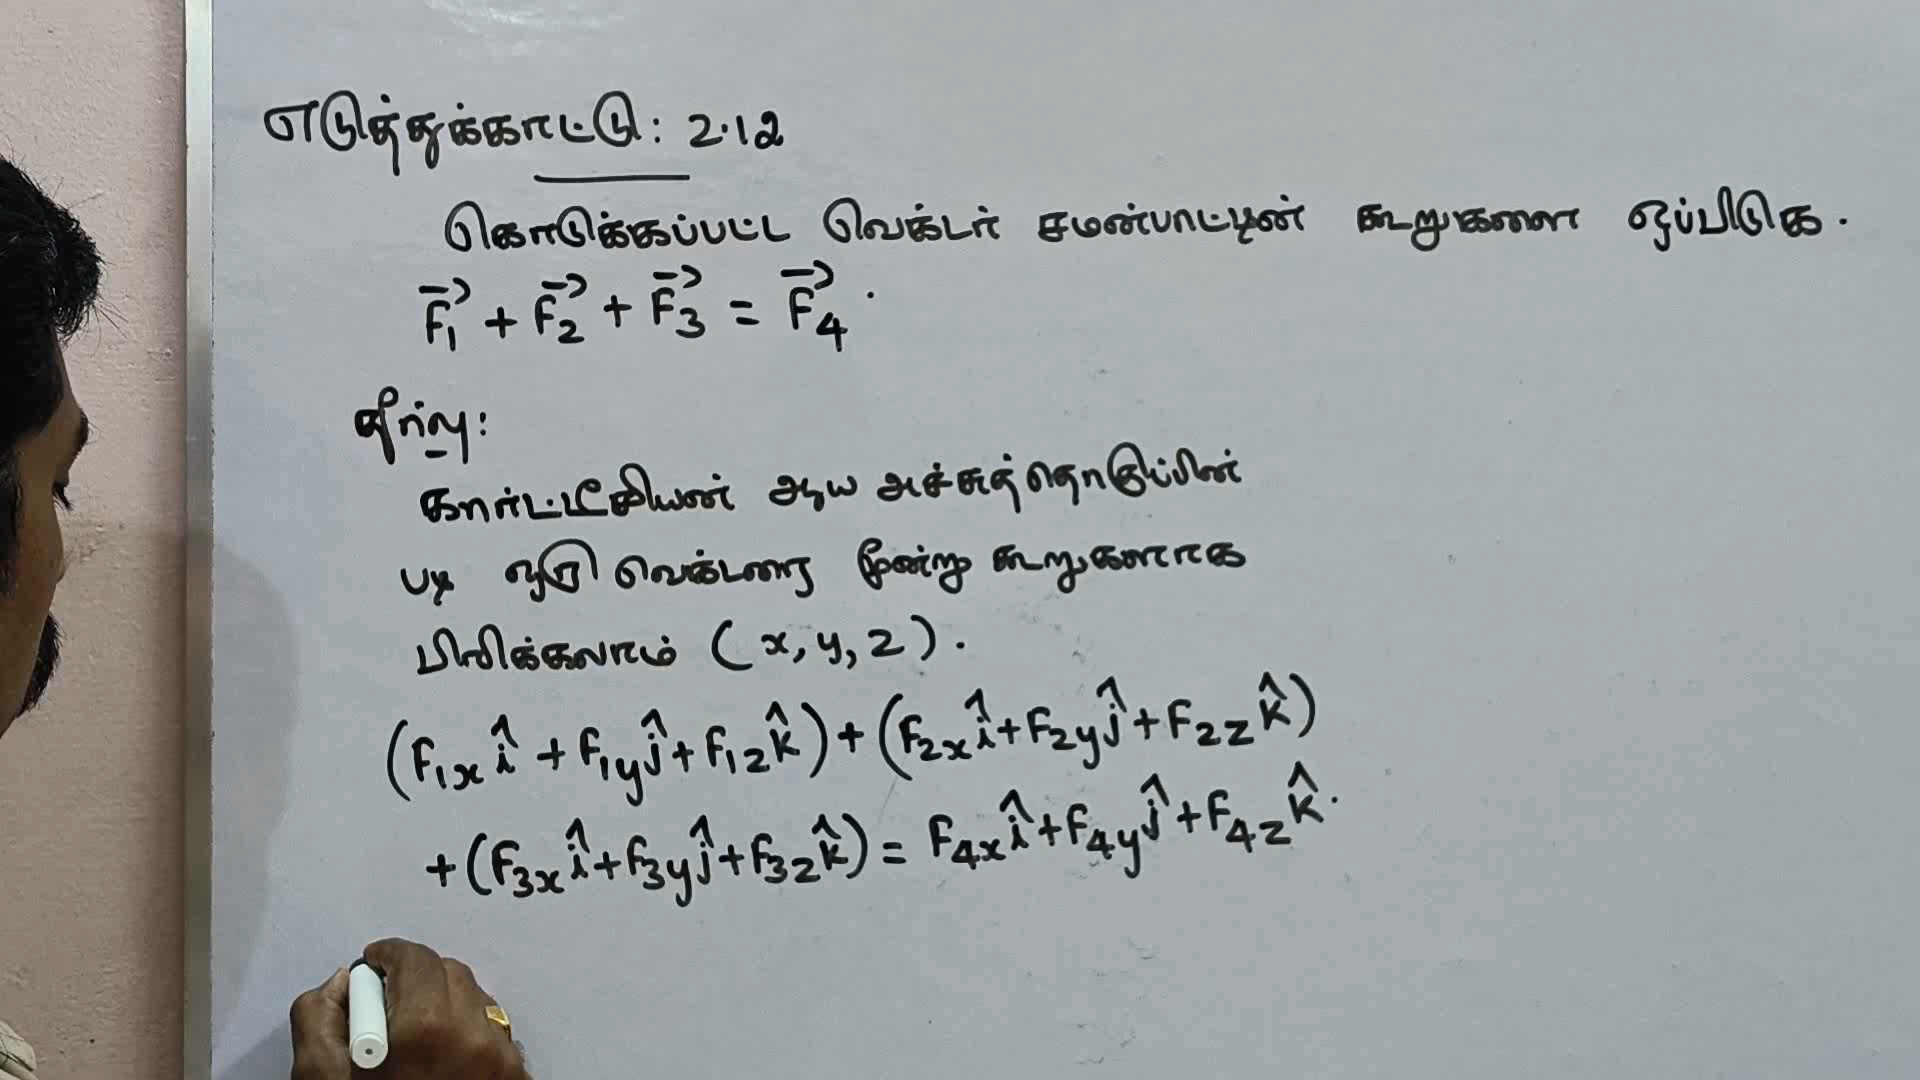 எடுத்துக்காட்டு: 2.12
கொடுக்கப்பட்ட வெக்டர் சமன்பாட்டின் கூறுகளை ஒப்பிடுக.
F⃗₁ + F⃗₂ + F⃗₃ = F⃗₄.
தீர்வு:
கார்ட்டீசியன் ஆய அச்சுத்தொகுப்பின்
படி ஒரு வெக்டரை மூன்று கூறுகளாக
பிரிக்கலாம் (x, y, z).
(F₁ₓ î + F₁y ĵ + F₁z k̂) + (F₂ₓ î + F₂y ĵ + F₂z k̂)
+ (F₃ₓ î + F₃y ĵ + F₃z k̂) = F₄ₓ î + F₄y ĵ + F₄z k̂.